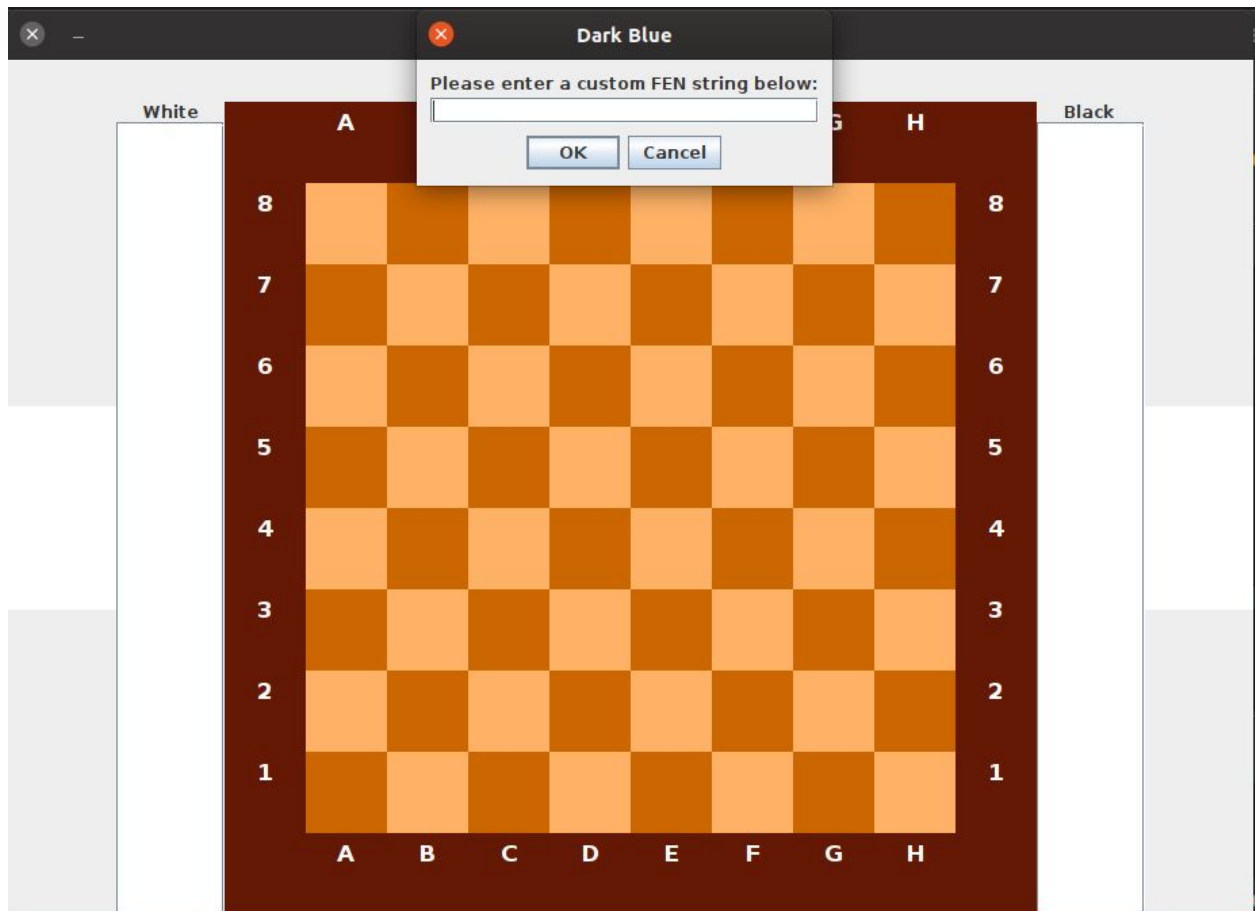 Dark Blue
Please enter a custom FEN string below:
OK Cancel
White
Black
A G H
8 8
7 7
6 6
5 5
4 4
3 3
2 2
1 1
A B C D E F G H